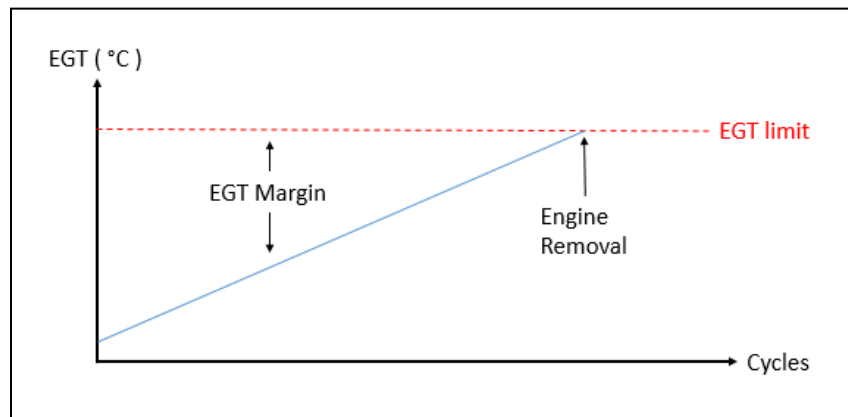 EGT ( °C )
EGT limit
EGT Margin
Engine
Removal
Cycles